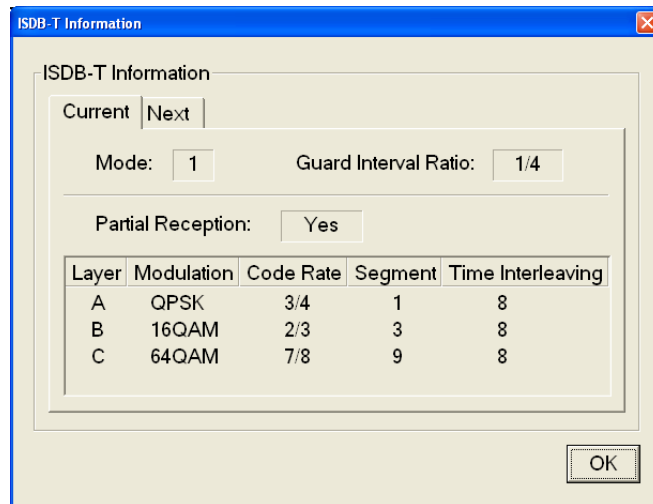 ISDB-T Information
ISDB-T Information
Current Next
Mode: 1 Guard Interval Ratio: 1/4
Partial Reception: Yes
Layer Modulation Code Rate Segment Time Interleaving
A QPSK 3/4 1 8
B 16QAM 2/3 3 8
C 64QAM 7/8 9 8
OK